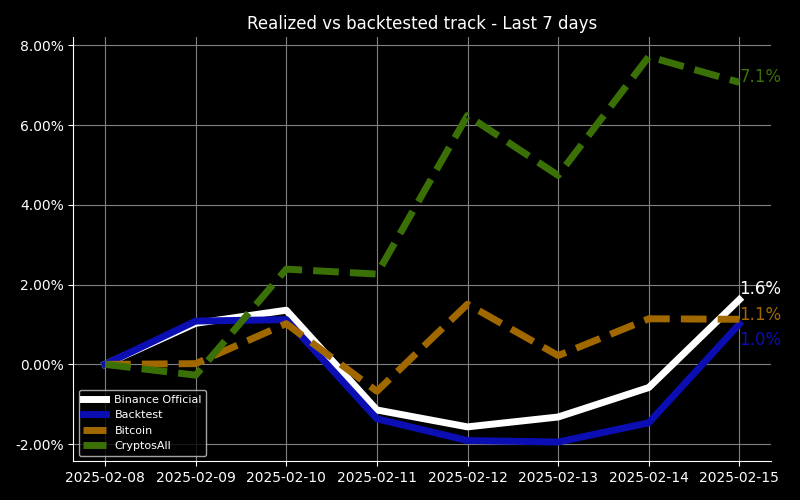 Realized vs backtested track - Last 7 days
8.00%
6.00%
4.00%
2.00%
0.00%
-2.00%
7.1%
1.6%
1.1%
1.0%
Binance Official
Backtest
Bitcoin
CryptosAll
2025-02-08 2025-02-09 2025-02-10 2025-02-11 2025-02-12 2025-02-13 2025-02-14 2025-02-15